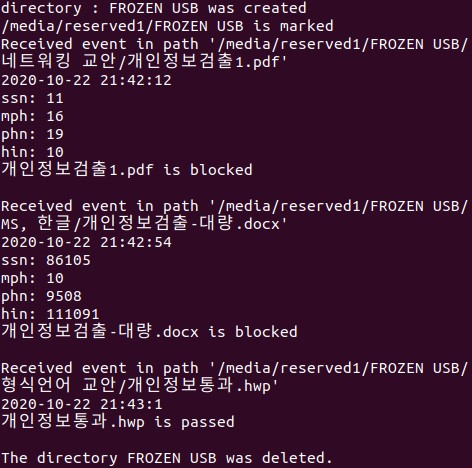 directory : FROZEN USB was created
/media/reserved1/FROZEN USB is marked
Received event in path '/media/reserved1/FROZEN USB/
네트워킹 교안/개인정보검출1.pdf'
2020-10-22 21:42:12
ssn: 11
mph: 16
phn: 19
hin: 10
개인정보검출1.pdf is blocked
Received event in path '/media/reserved1/FROZEN USB/
MS, 한글/개인정보검출-대량.docx'
2020-10-22 21:42:54
ssn: 86105
mph: 10
phn: 9508
hin: 111091
개인정보검출-대량.docx is blocked
Received event in path '/media/reserved1/FROZEN USB/
형식언어 교안/개인정보통과.hwp'
2020-10-22 21:43:1
개인정보통과.hwp is passed
The directory FROZEN USB was deleted.